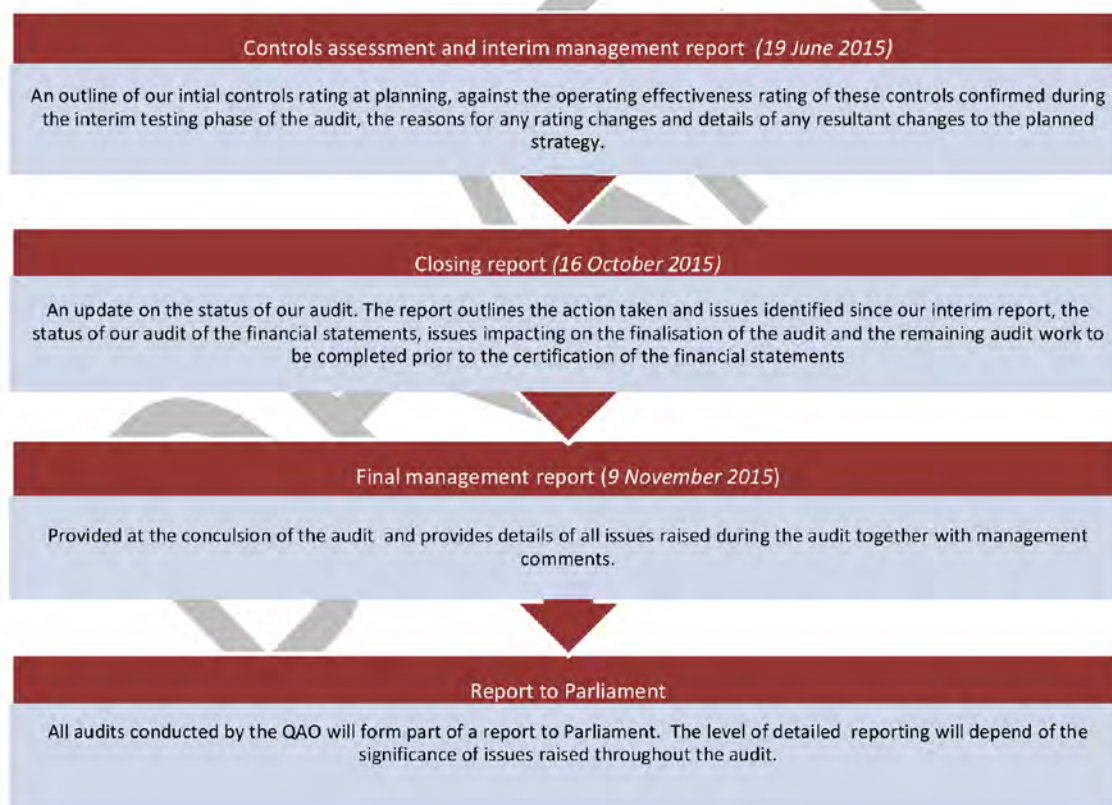 Controls assessment and interim management report (19 June 2015)
An outline of our intial controls rating at planning, against the operating effectiveness rating of these controls confirmed during
the interim testing phase of the audit, the reasons for any rating changes and details of any resultant changes to the planned
strategy.
Closing report (16 October 2015)
An update on the status of our audit. The report outlines the action taken and issues identified since our interim report, the
status of our audit of the financial statements, issues impacting on the finalisation of the audit and the remaining audit work to
be completed prior to the certification of the financial statements
Final management report (9 November 2015)
Provided at the conculsion of the audit and provides details of all issues raised during the audit together with management
comments.
Report to Parliament
All audits conducted by the QAO will form part of a report to Parliament. The level of detailed reporting will depend of the
significance of issues raised throughout the audit.